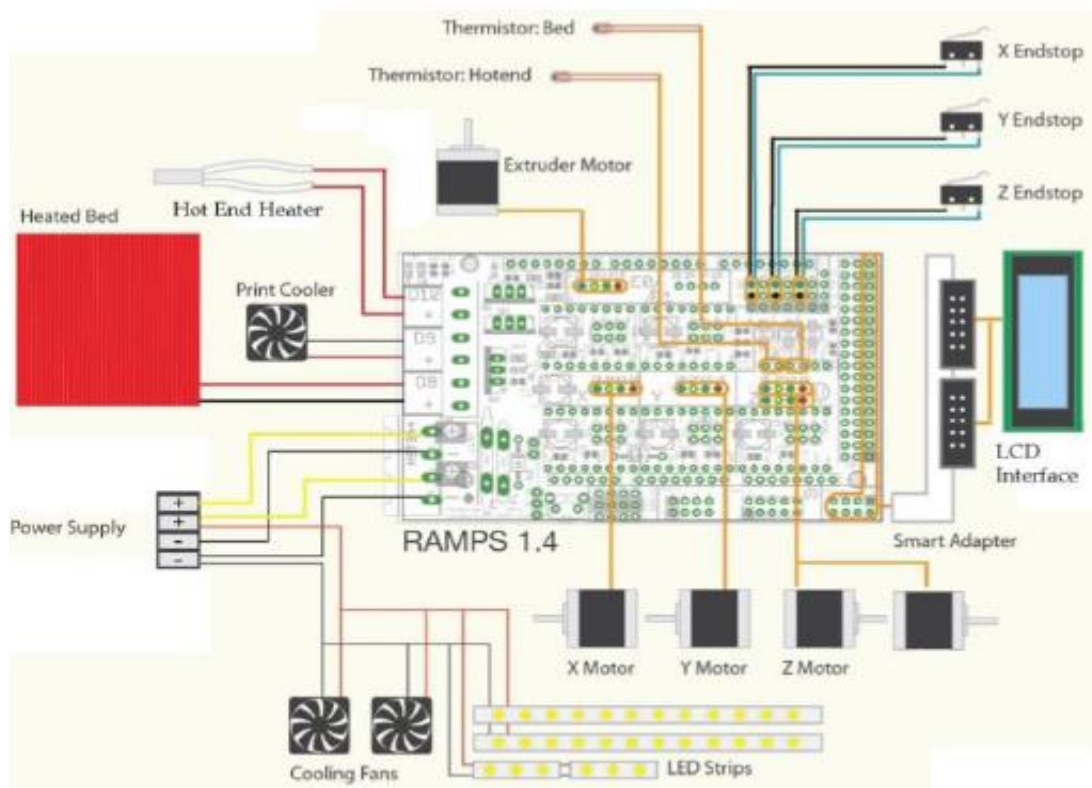 Thermistor: Bed
Thermistor: Hotend
X Endstop
Y Endstop
Extruder Motor
Z Endstop
Hot End Heater
Heated Bed
Print Cooler
D9
D8
X
Y
LCD
Interface
Power Supply
+
+
-
-
RAMPS 1.4
Smart Adapter
X Motor
Y Motor
Z Motor
Cooling Fans
LED Strips